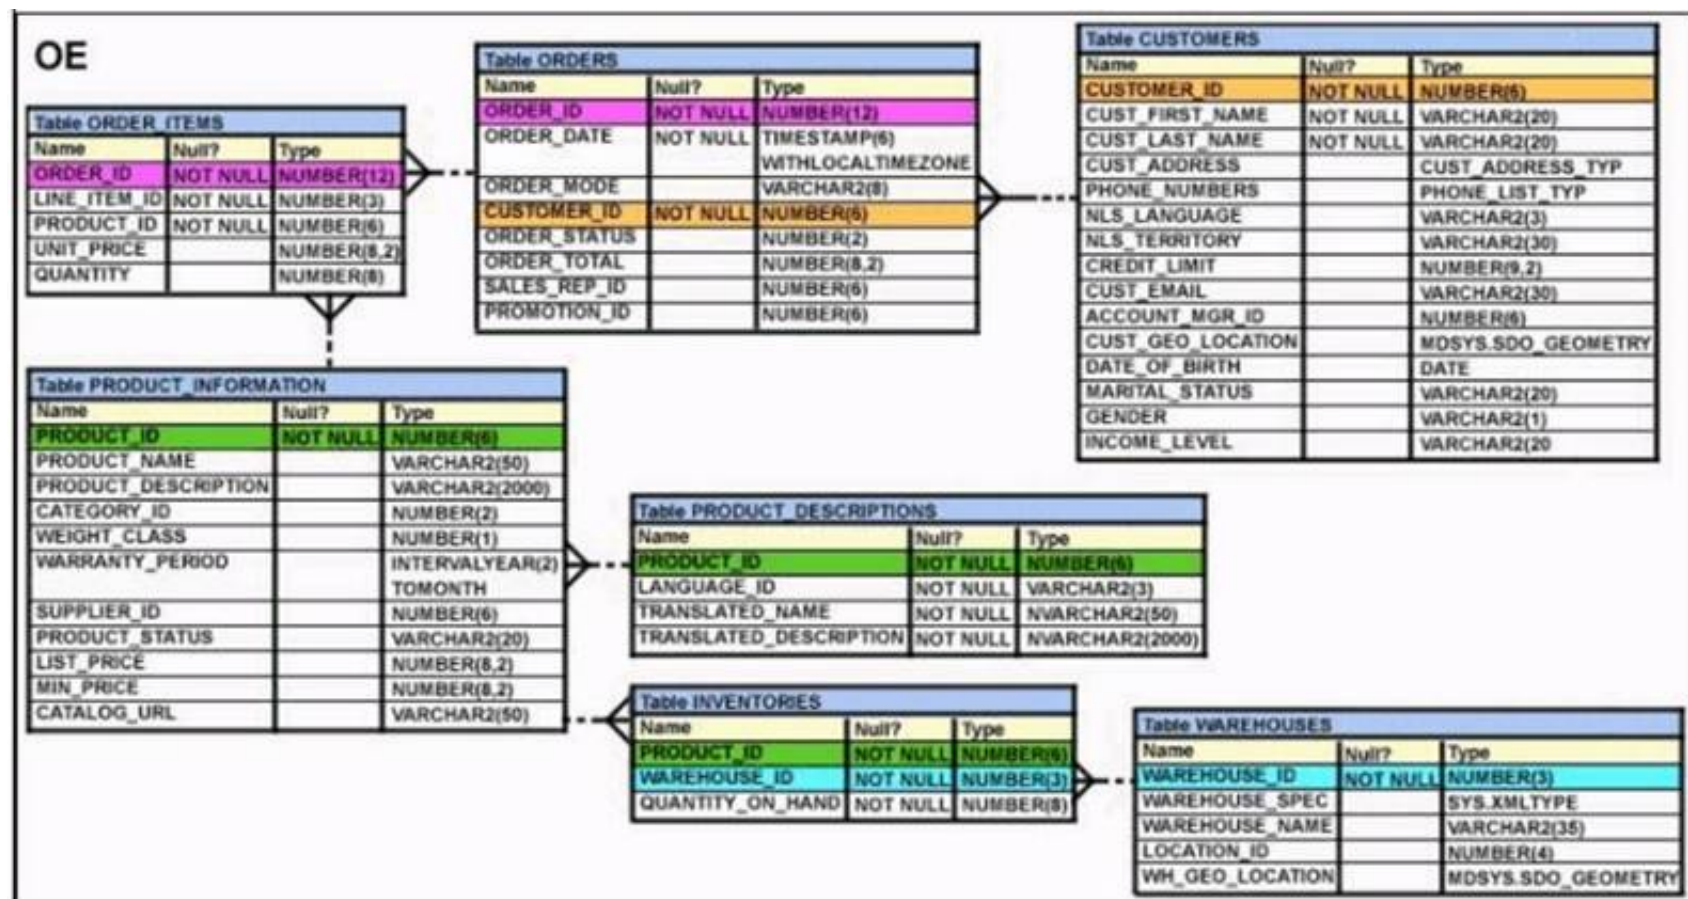 OE
Table ORDER_ITEMS
Name Null? Type
ORDER_ID NOT NULL NUMBER(12)
LINE_ITEM_ID NOT NULL NUMBER(3)
PRODUCT_ID NOT NULL NUMBER(6)
UNIT_PRICE NUMBER(8,2)
QUANTITY NUMBER(8)
Table ORDERS
Name Null? Type
ORDER_ID NOT NULL NUMBER(12)
ORDER_DATE NOT NULL TIMESTAMP(6)
WITHLOCALTIMEZONE
ORDER_MODE VARCHAR2(8)
CUSTOMER_ID NOT NULL NUMBER(6)
ORDER_STATUS NUMBER(2)
ORDER_TOTAL NUMBER(8,2)
SALES_REP_ID NUMBER(6)
PROMOTION_ID NUMBER(6)
Table CUSTOMERS
Name Null? Type
CUSTOMER_ID NOT NULL NUMBER(6)
CUST_FIRST_NAME NOT NULL VARCHAR2(20)
CUST_LAST_NAME NOT NULL VARCHAR2(20)
CUST_ADDRESS CUST_ADDRESS_TYP
PHONE_NUMBERS PHONE_LIST_TYP
NLS_LANGUAGE VARCHAR2(3)
NLS_TERRITORY VARCHAR2(30)
CREDIT_LIMIT NUMBER(9,2)
CUST_EMAIL VARCHAR2(30)
ACCOUNT_MGR_ID NUMBER(6)
CUST_GEO_LOCATION MDSYS.SDO_GEOMETRY
DATE_OF_BIRTH DATE
MARITAL_STATUS VARCHAR2(20)
GENDER VARCHAR2(1)
INCOME_LEVEL VARCHAR2(20
Table PRODUCT_INFORMATION
Name Null? Type
PRODUCT_ID NOT NULL NUMBER(6)
PRODUCT_NAME VARCHAR2(50)
PRODUCT_DESCRIPTION VARCHAR2(2000)
CATEGORY_ID NUMBER(2)
WEIGHT_CLASS NUMBER(1)
WARRANTY_PERIOD INTERVALYEAR(2)
TOMONTH
SUPPLIER_ID NUMBER(6)
PRODUCT_STATUS VARCHAR2(20)
LIST_PRICE NUMBER(8,2)
MIN_PRICE NUMBER(8,2)
CATALOG_URL VARCHAR2(50)
Table PRODUCT_DESCRIPTIONS
Name Null? Type
PRODUCT_ID NOT NULL NUMBER(6)
LANGUAGE_ID NOT NULL VARCHAR2(3)
TRANSLATED_NAME NOT NULL NVARCHAR2(50)
TRANSLATED_DESCRIPTION NOT NULL NVARCHAR2(2000)
Table INVENTORIES
Name Null? Type
PRODUCT_ID NOT NULL NUMBER(6)
WAREHOUSE_ID NOT NULL NUMBER(3)
QUANTITY_ON_HAND NOT NULL NUMBER(8)
Table WAREHOUSES
Name Null? Type
WAREHOUSE_ID NOT NULL NUMBER(3)
WAREHOUSE_SPEC SYS.XMLTYPE
WAREHOUSE_NAME VARCHAR2(35)
LOCATION_ID NUMBER(4)
WH_GEO_LOCATION MDSYS.SDO_GEOMETRY